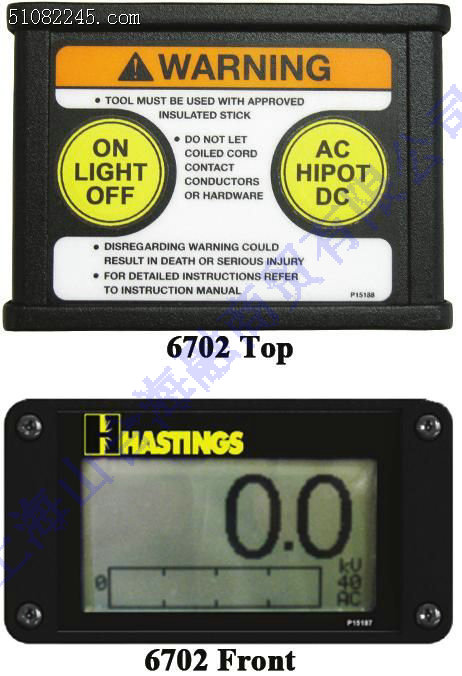 51082245.com
WARNING
• TOOL MUST BE USED WITH APPROVED
INSULATED STICK
ON
LIGHT
OFF
• DO NOT LET
COILED CORD
CONTACT
CONDUCTORS
OR HARDWARE
AC
HIPOT
DC
• DISREGARDING WARNING COULD
RESULT IN DEATH OR SERIOUS INJURY
• FOR DETAILED INSTRUCTIONS REFER
TO INSTRUCTION MANUAL
P15188
6702 Top
HASTINGS
0.0
kV
0
40
AC
P15187
6702 Front